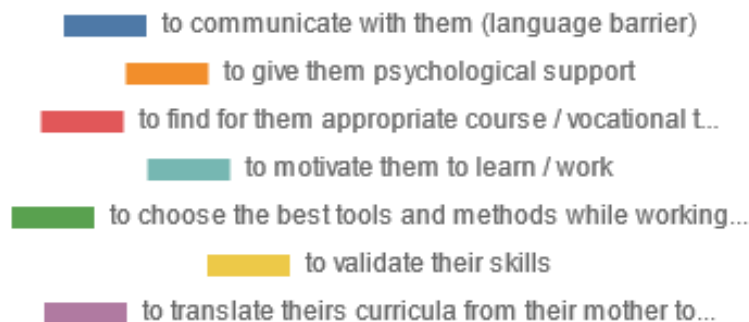 to communicate with them (language barrier)
to give them psychological support
to find for them appropriate course / vocational t...
to motivate them to learn / work
to choose the best tools and methods while working...
to validate their skills
to translate theirs curricula from their mother to...